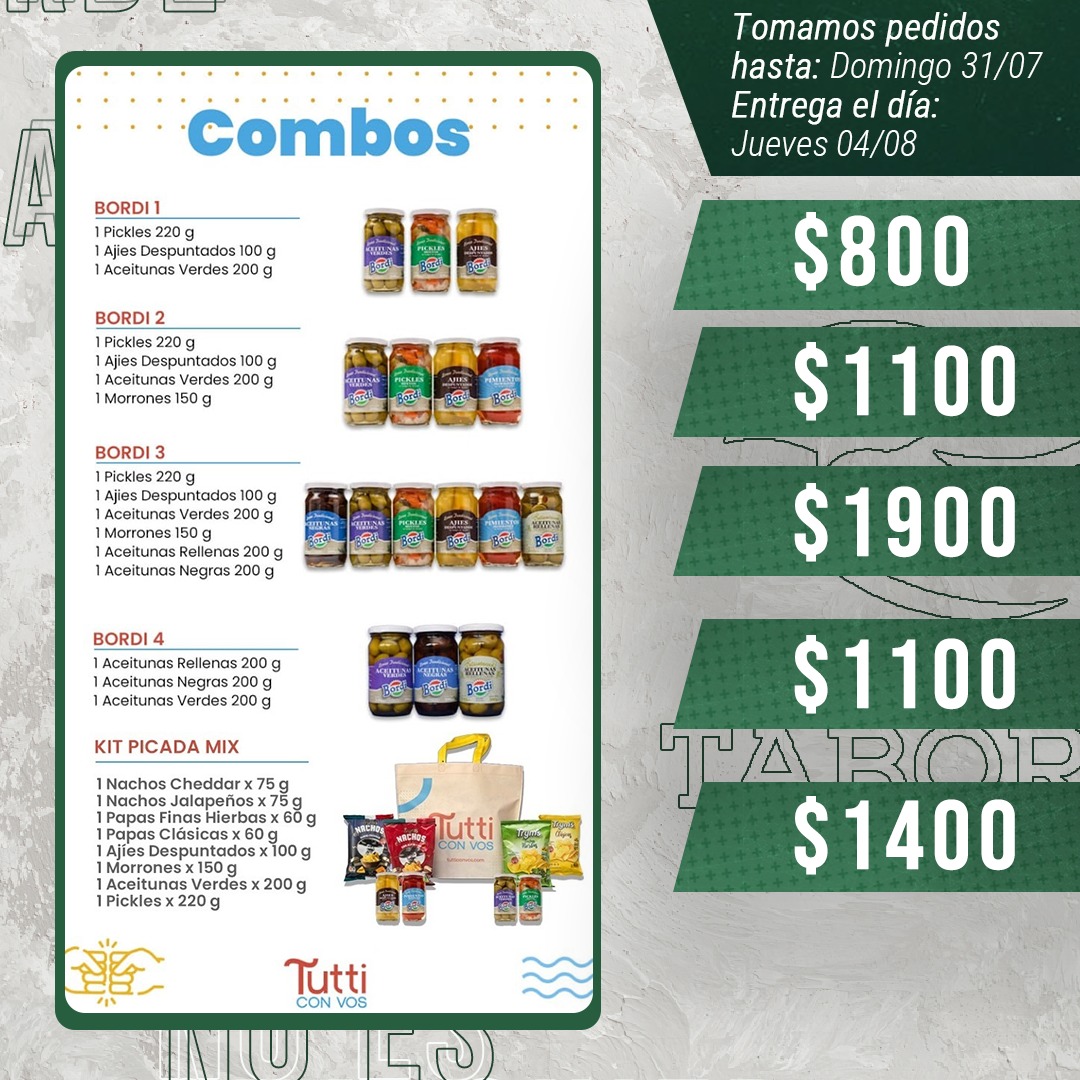 Tomamos pedidos
hasta: Domingo 31/07
Entrega el día:
Jueves 04/08
Combos
BORDI 1
1 Pickles 220 g
1 Ajies Despuntados 100 g
1 Aceitunas Verdes 200 g
$800
BORDI 2
1 Pickles 220 g
1 Ajies Despuntados 100 g
1 Aceitunas Verdes 200 g
1 Morrones 150 g
$1100
BORDI 3
1 Pickles 220 g
1 Ajies Despuntados 100 g
1 Aceitunas Verdes 200 g
1 Morrones 150 g
1 Aceitunas Rellenas 200 g
1 Aceitunas Negras 200 g
$1900
BORDI 4
1 Aceitunas Rellenas 200 g
1 Aceitunas Negras 200 g
1 Aceitunas Verdes 200 g
$1100
KIT PICADA MIX
1 Nachos Cheddar x 75 g
1 Nachos Jalapeños x 75 g
1 Papas Finas Hierbas x 60 g
1 Papas Clásicas x 60 g
1 Ajíes Despuntados x 100 g
1 Morrones x 150 g
1 Aceitunas Verdes x 200 g
1 Pickles x 220 g
$1400
Tutti
CON VOS
Tutti
CON VOS
TABOR
NO ES